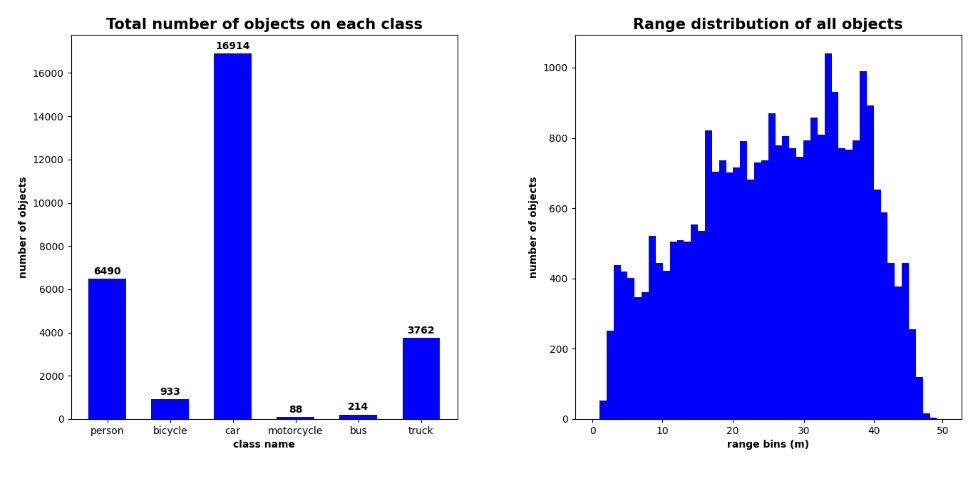 Total number of objects on each class
number of objects
16000
14000
12000
10000
8000
6000
4000
2000
0
6490
933
16914
88
214
3762
person bicycle car motorcycle bus truck
class name
Range distribution of all objects
number of objects
1000
800
600
400
200
0
0 10 20 30 40 50
range bins (m)